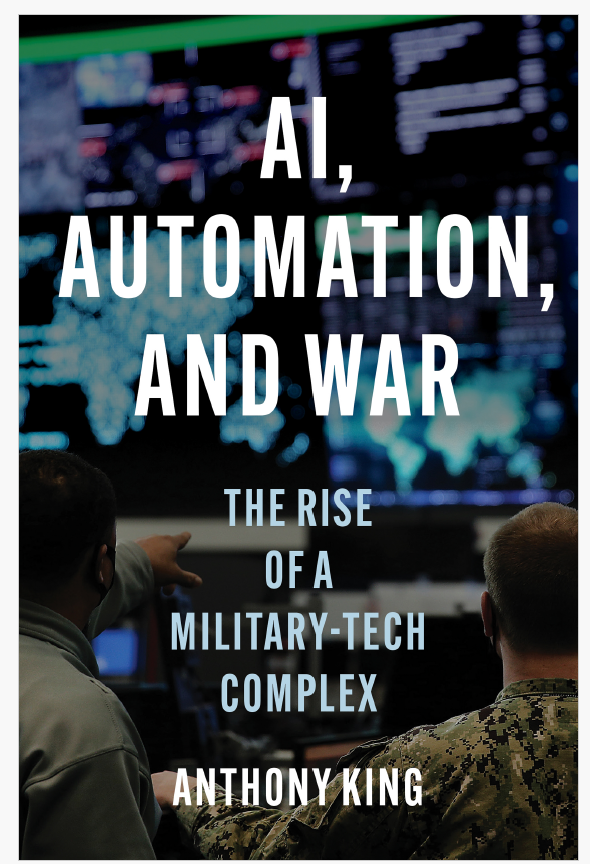 AI,
AUTOMATION,
AND WAR
THE RISE
OF A
MILITARY-TECH
COMPLEX
ANTHONY KING